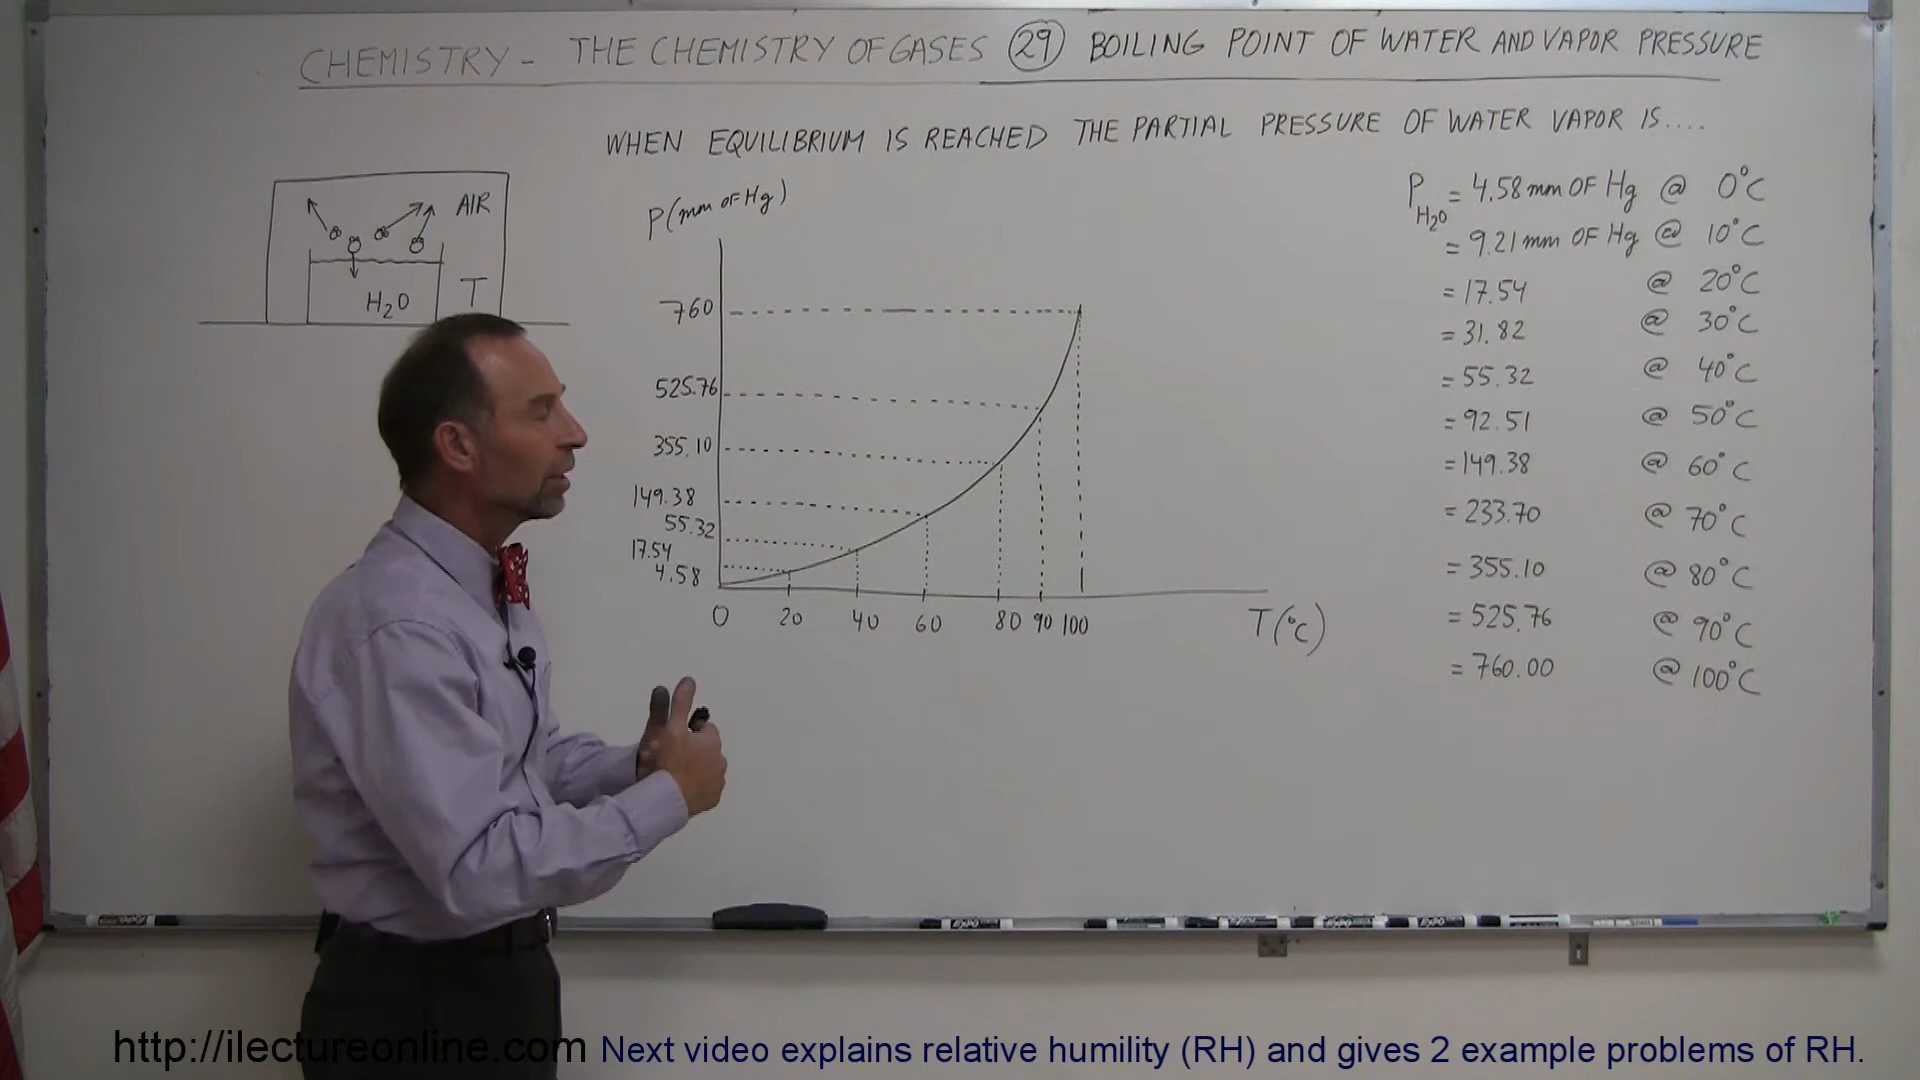 CHEMISTRY - THE CHEMISTRY OF GASES 29 BOILING POINT OF WATER AND VAPOR PRESSURE
WHEN EQUILIBRIUM IS REACHED THE PARTIAL PRESSURE OF WATER VAPOR IS....
AIR
T
H2O
P(mm OF Hg)
760
525.76
355.10
149.38
55.32
17.54
4.58
0 20 40 60 80 90 100
T(°C)
P H2O = 4.58 mm OF Hg @ 0°C
= 9.21 mm OF Hg @ 10°C
= 17.54 @ 20°C
= 31.82 @ 30°C
= 55.32 @ 40°C
= 92.51 @ 50°C
= 149.38 @ 60°C
= 233.70 @ 70°C
= 355.10 @ 80°C
= 525.76 @ 90°C
= 760.00 @ 100°C
EXPO
EXPO
EXPO
http://ilectureonline.com Next video explains relative humility (RH) and gives 2 example problems of RH.